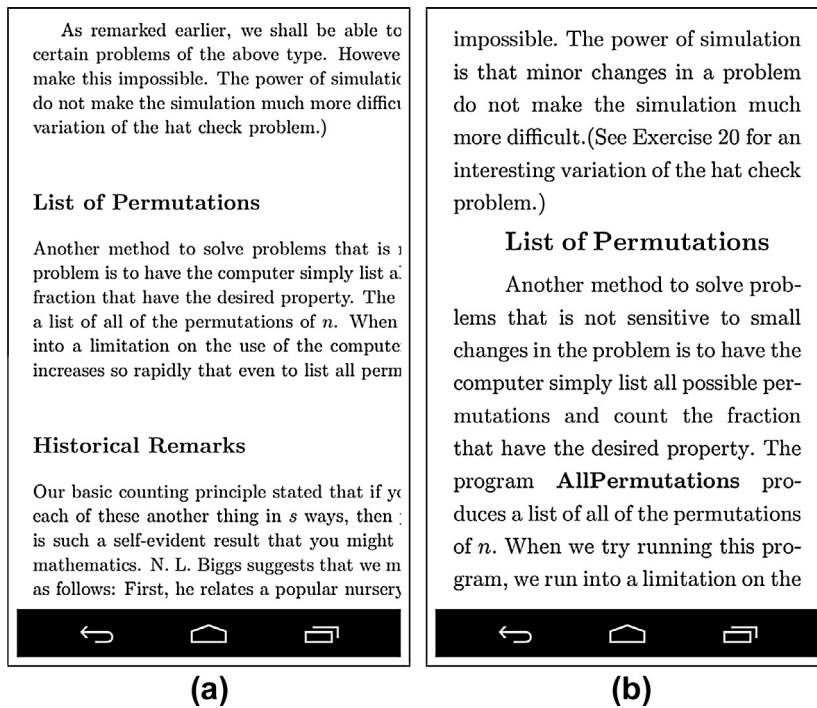 As remarked earlier, we shall be able to
certain problems of the above type. Howeve
make this impossible. The power of simulatic
do not make the simulation much more difficu
variation of the hat check problem.)
List of Permutations
Another method to solve problems that is
problem is to have the computer simply list a
fraction that have the desired property. The
a list of all of the permutations of n. When
into a limitation on the use of the compute
increases so rapidly that even to list all perm
Historical Remarks
Our basic counting principle stated that if yo
each of these another thing in s ways, then
is such a self-evident result that you might
mathematics. N. L. Biggs suggests that we m
as follows: First, he relates a popular nursery
(a)
impossible. The power of simulation
is that minor changes in a problem
do not make the simulation much
more difficult.(See Exercise 20 for an
interesting variation of the hat check
problem.)
List of Permutations
Another method to solve prob-
lems that is not sensitive to small
changes in the problem is to have the
computer simply list all possible per-
mutations and count the fraction
that have the desired property. The
program AllPermutations pro-
duces a list of all of the permutations
of n. When we try running this pro-
gram, we run into a limitation on the
(b)